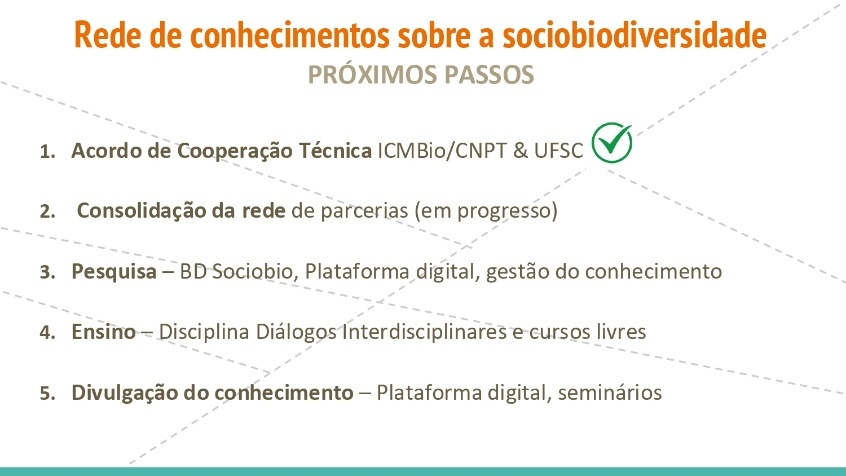 Rede de conhecimentos sobre a sociobiodiversidade
PRÓXIMOS PASSOS
1. Acordo de Cooperação Técnica ICMBio/CNPT & UFSC
2. Consolidação da rede de parcerias (em progresso)
3. Pesquisa – BD Sociobio, Plataforma digital, gestão do conhecimento
4. Ensino – Disciplina Diálogos Interdisciplinares e cursos livres
5. Divulgação do conhecimento – Plataforma digital, seminários